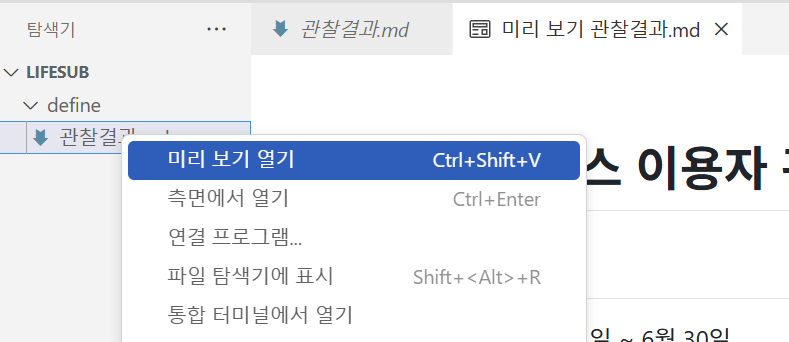 탐색기 ...
관찰결과.md
미리 보기 관찰결과.md
LIFESUB
define
관찰결과
미리 보기 열기 Ctrl+Shift+V
측면에서 열기 Ctrl+Enter
연결 프로그램...
파일 탐색기에 표시 Shift+<Alt>+R
통합 터미널에서 열기
스 이용자
일 ~ 6월 30일